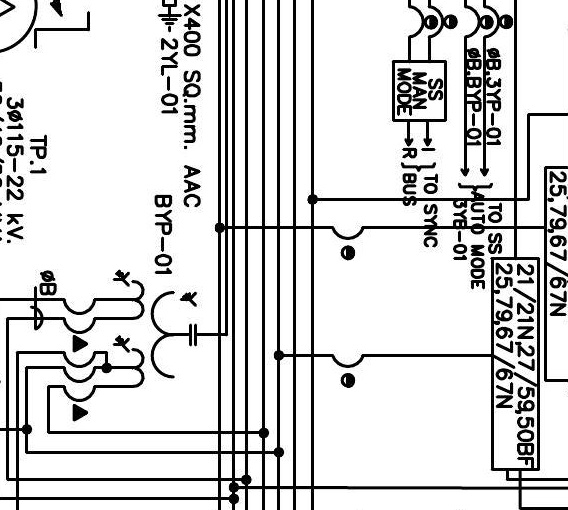 X400 SQ.mm. AAC
2YL-01
TP.1
3ø115-22 kV.
BYP-01
øB
øB.3YP-01
øB.BYP-01
SS
MAN
MODE
I
R
TO SYNC
BUS
TO SS
AUTO MODE
3YB-01
25,79,67/67N
21/21N,27/59,50BF
25,79,67/67N